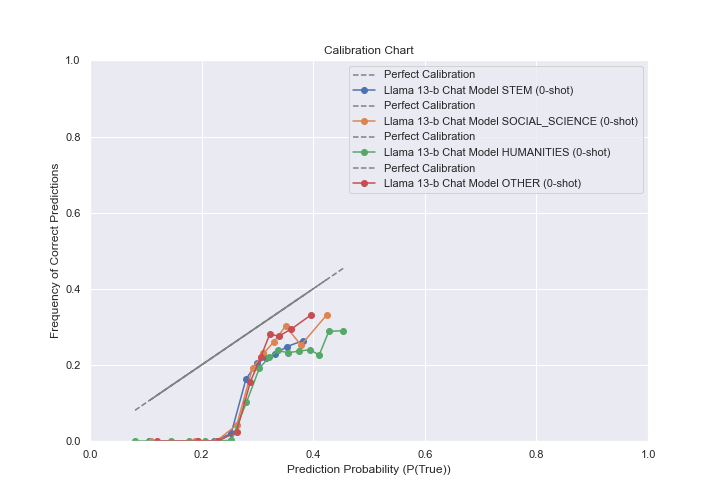 Calibration Chart
1.0
0.8
0.6
0.4
0.2
0.0
Frequency of Correct Predictions
Perfect Calibration
Llama 13-b Chat Model STEM (0-shot)
Perfect Calibration
Llama 13-b Chat Model SOCIAL_SCIENCE (0-shot)
Perfect Calibration
Llama 13-b Chat Model HUMANITIES (0-shot)
Perfect Calibration
Llama 13-b Chat Model OTHER (0-shot)
0.0 0.2 0.4 0.6 0.8 1.0
Prediction Probability (P(True))